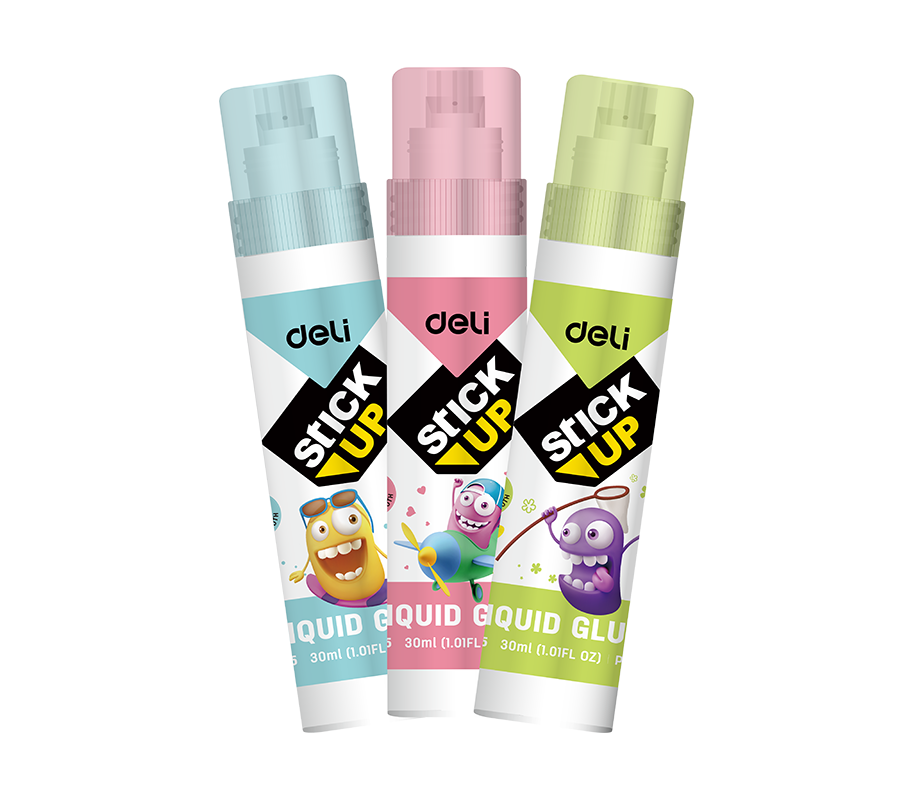 deli
STICK
UP
IQUID G
30ml (1.01FL
deli
STICK
UP
IQUID G
30ml (1.01FL
deli
STICK
UP
IQUID GLU
30ml (1.01FL OZ)